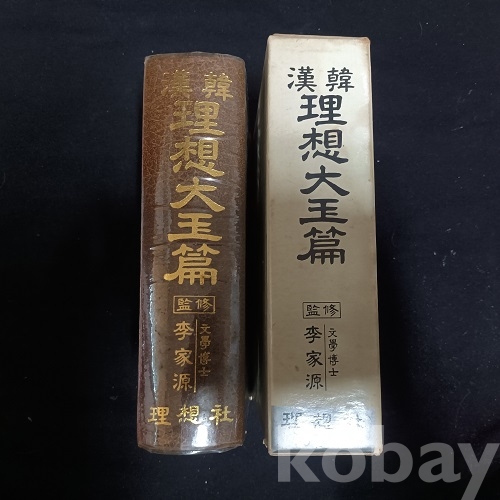 漢韓
理想大玉篇
監修
文學博士
李家源
理想社
漢韓
理想大玉篇
監修
文學博士
李家源
理想社
kobay